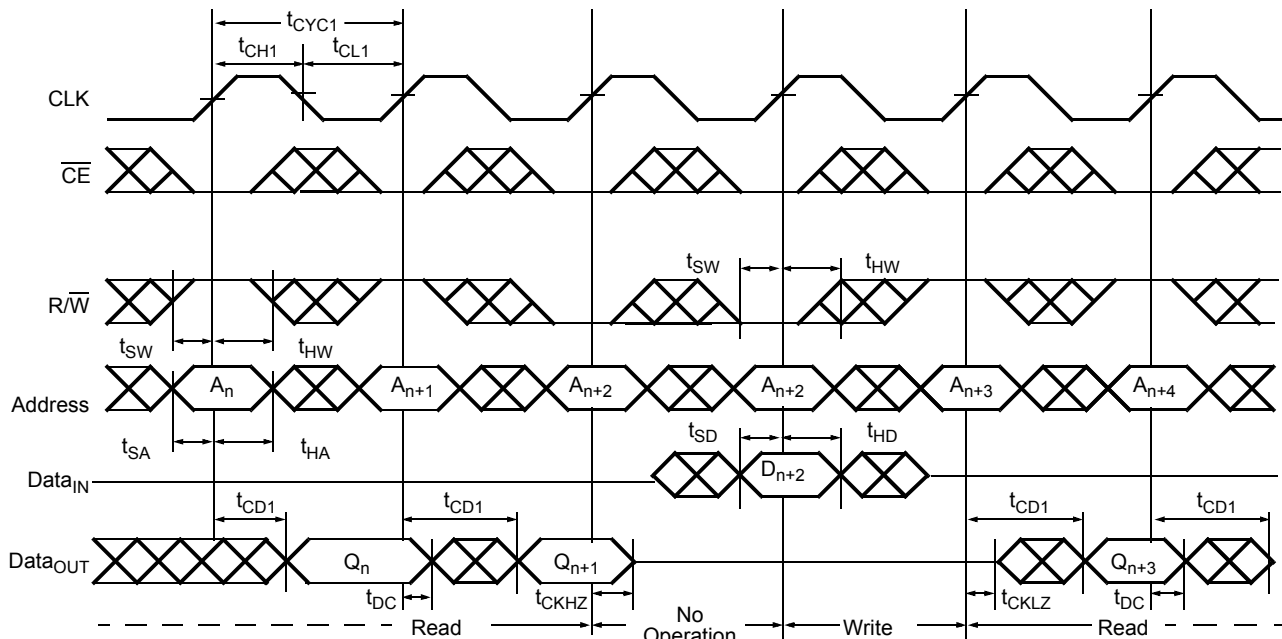 tCYC1
tCH1 tCL1
CLK
CE
tSW tHW
R/W
tSW tHW
Address An An+1 An+2 An+2 An+3 An+4
tSA tHA tSD tHD
DataIN Dn+2
tCD1 tCD1 tCD1 tCD1
DataOUT Qn Qn+1 Qn+3
tDC tCKHZ tCKLZ tDC
Read No Operation Write Read